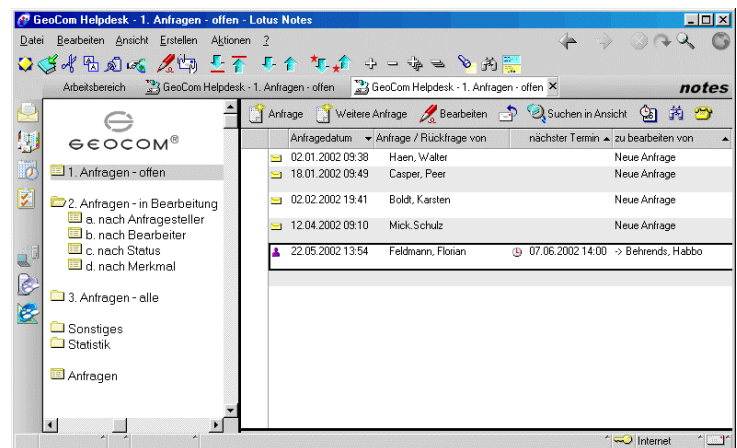 GeoCom Helpdesk - 1. Anfragen - offen - Lotus Notes
Datei Bearbeiten Ansicht Erstellen Aktionen ?
Arbeitsbereich GeoCom Helpdesk - 1. Anfragen - offen GeoCom Helpdesk - 1. Anfragen - offen notes
Anfrage Weitere Anfrage Bearbeiten Suchen in Ansicht
GEOCOM®
Anfragedatum Anfrage / Rückfrage von nächster Termin zu bearbeiten von
02.01.2002 09:38 Haen, Walter Neue Anfrage
1. Anfragen - offen
18.01.2002 09:49 Casper, Peer Neue Anfrage
2. Anfragen - in Bearbeitung
02.02.2002 19:41 Boldt, Karsten Neue Anfrage
a. nach Anfragesteller
b. nach Bearbeiter
12.04.2002 09:10 Mick.Schulz Neue Anfrage
c. nach Status
22.05.2002 13:54 Feldmann, Florian 07.06.2002 14:00 -> Behrends, Habbo
d. nach Merkmal
3. Anfragen - alle
Sonstiges
Statistik
Anfragen
Internet